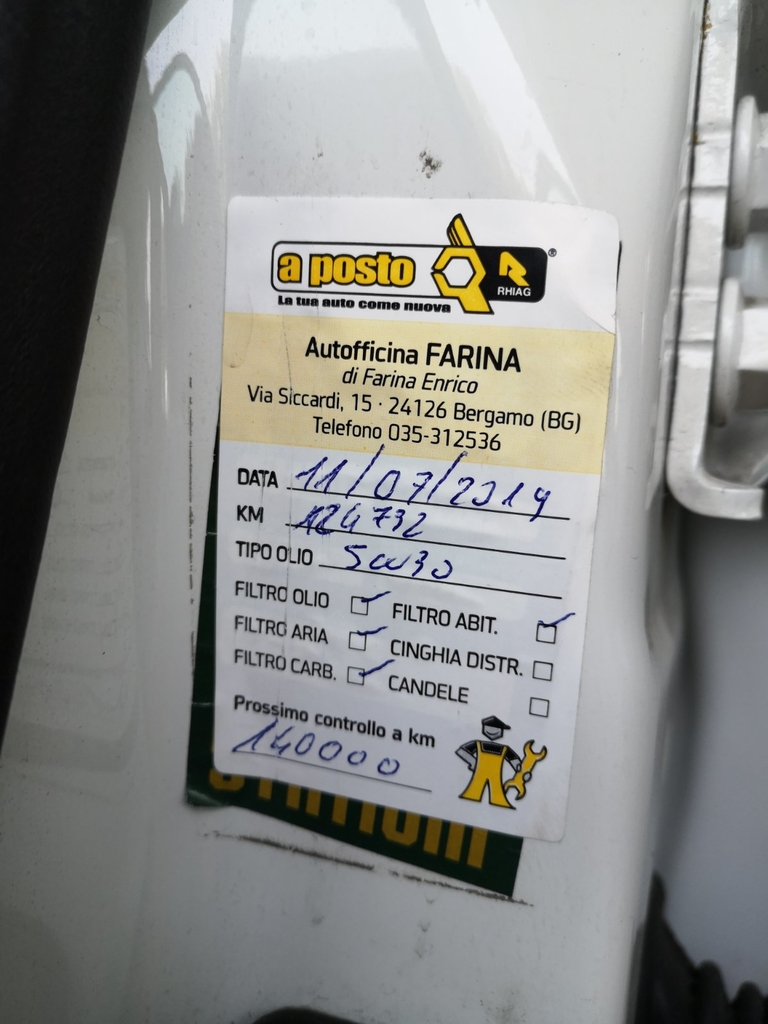 a posto
RHIAG
®
La tua auto come nuova
Autofficina FARINA
di Farina Enrico
Via Siccardi, 15 · 24126 Bergamo (BG)
Telefono 035-312536
DATA 11/07/2019
KM 124732
TIPO OLIO 5W30
FILTRO OLIO FILTRO ABIT.
FILTRO ARIA CINGHIA DISTR.
FILTRO CARB. CANDELE
Prossimo controllo a km
140000